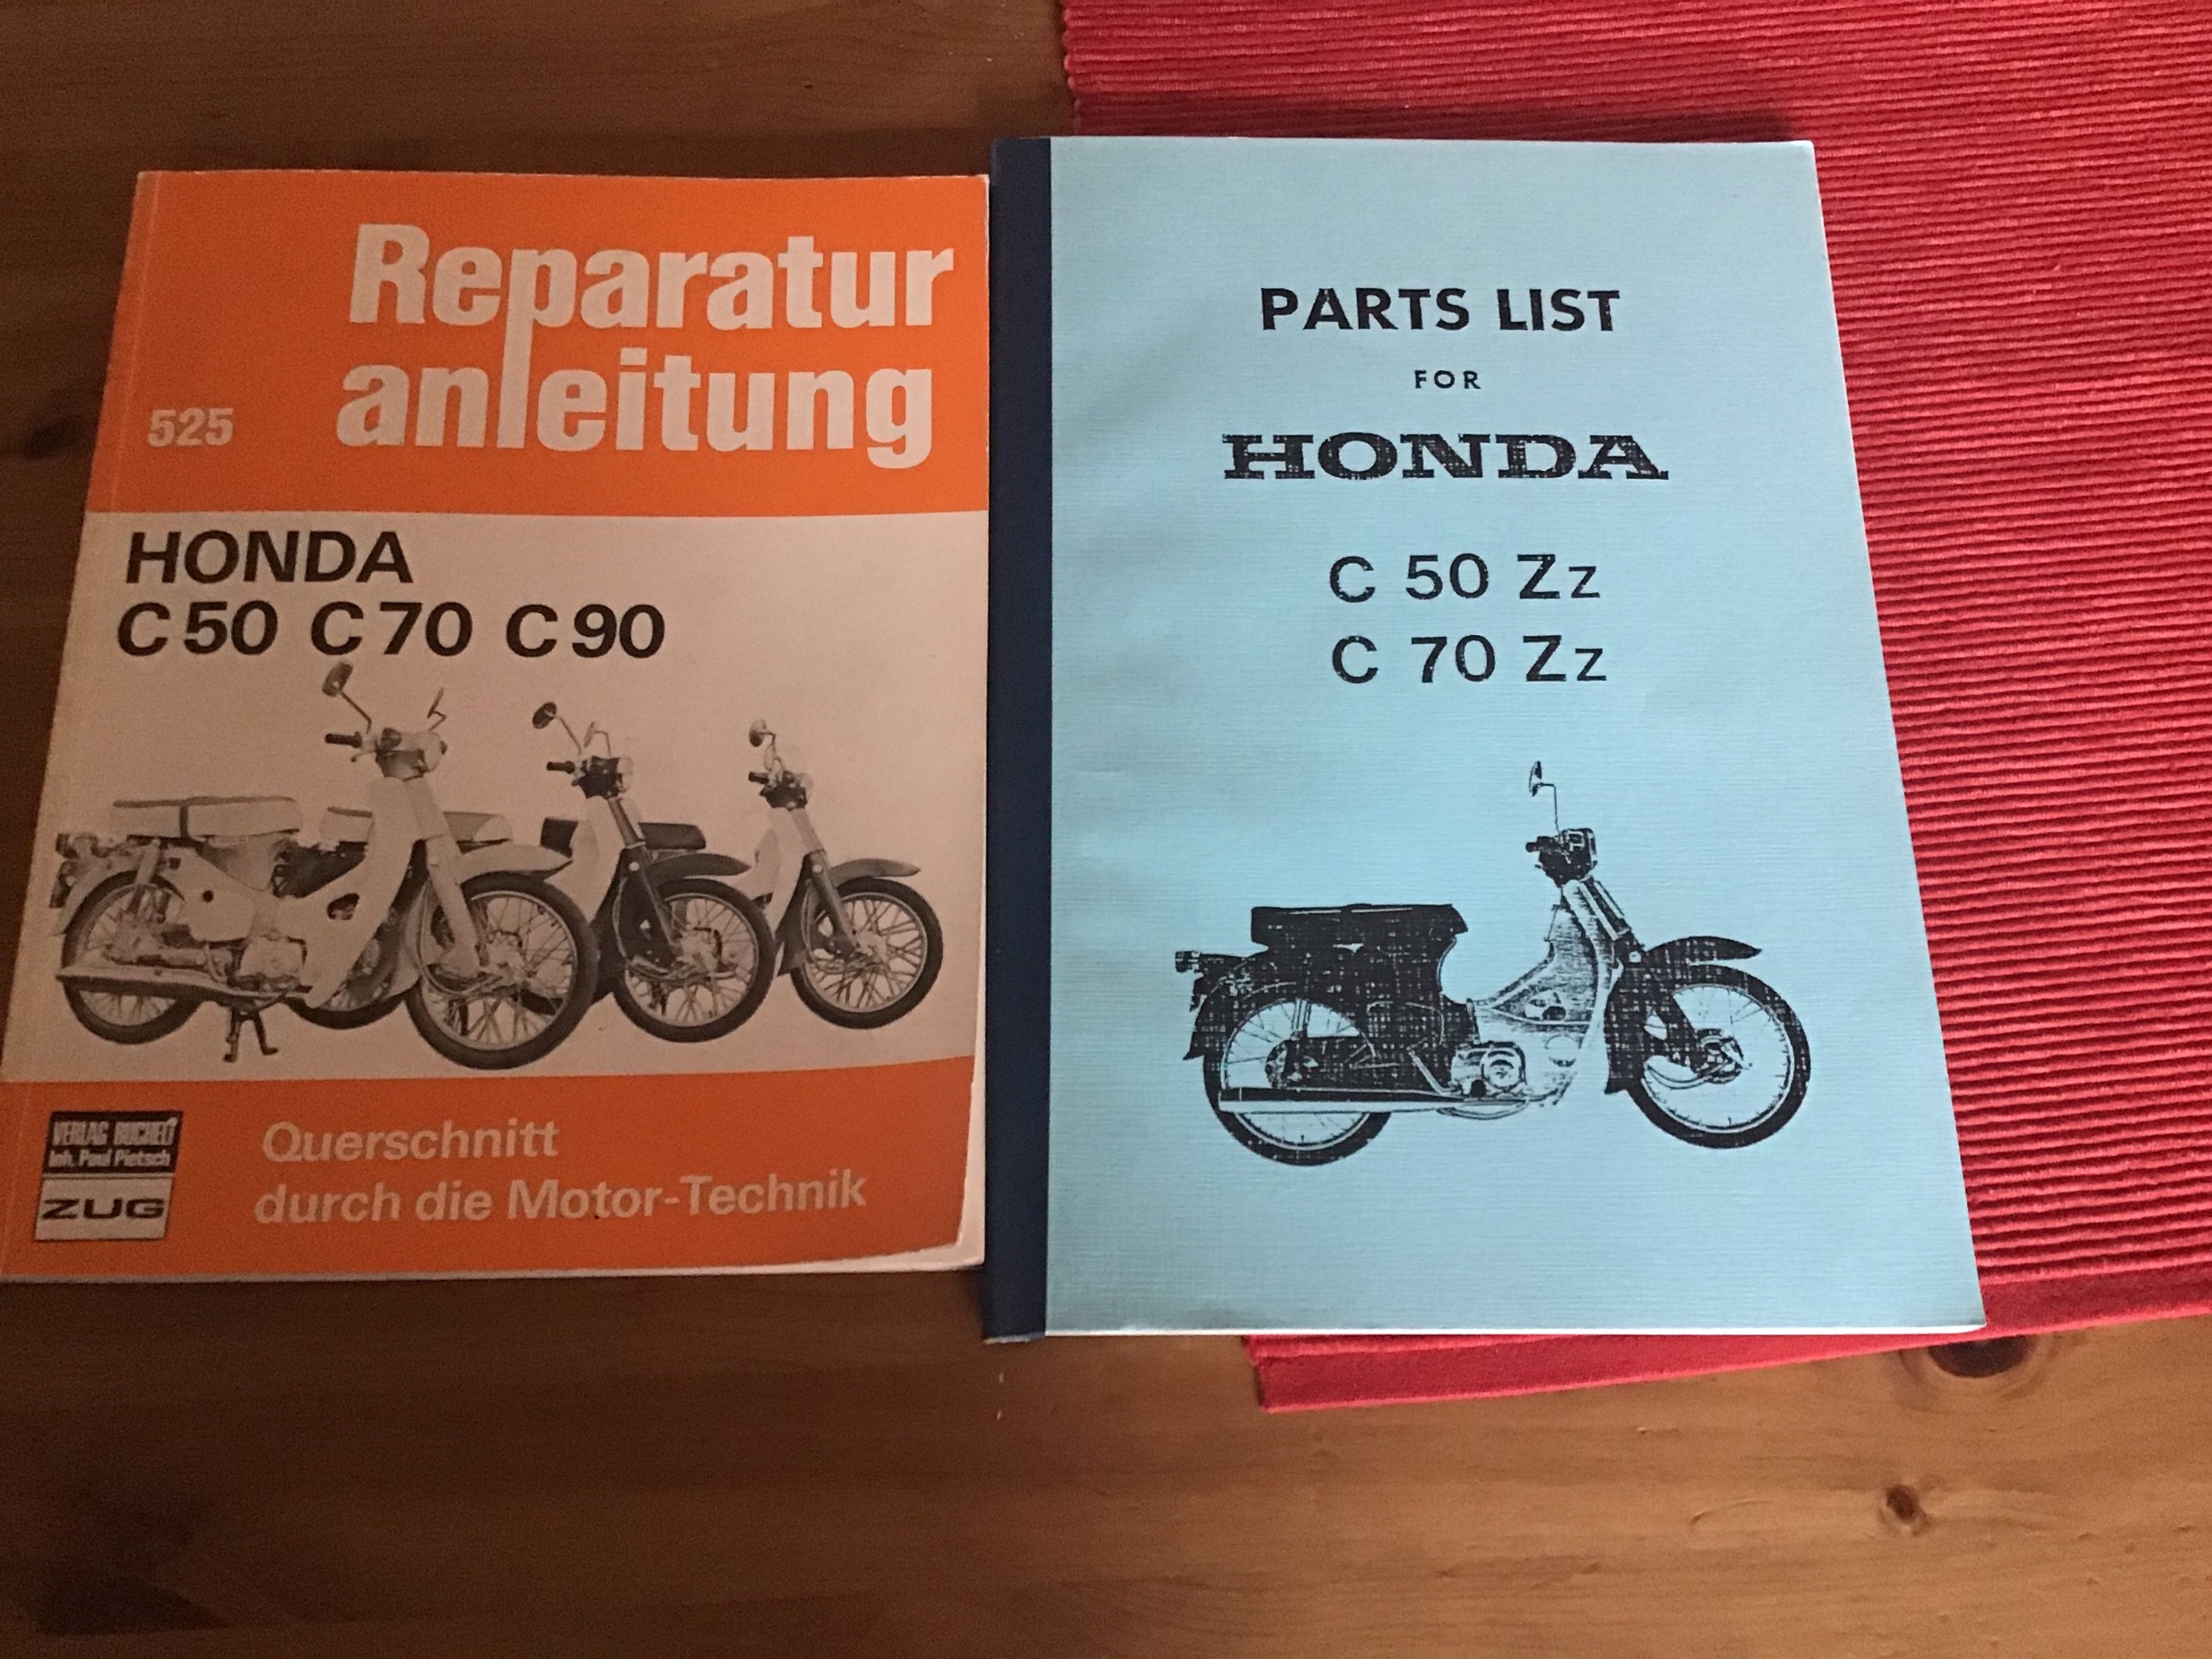 Reparatur
anleitung
525
HONDA
C50 C70 C90
VERLAG BUCHELI
Inh. Paul Pietsch
ZUG
Querschnitt
durch die Motor-Technik
PARTS LIST
FOR
HONDA
C 50 Zz
C 70 Zz